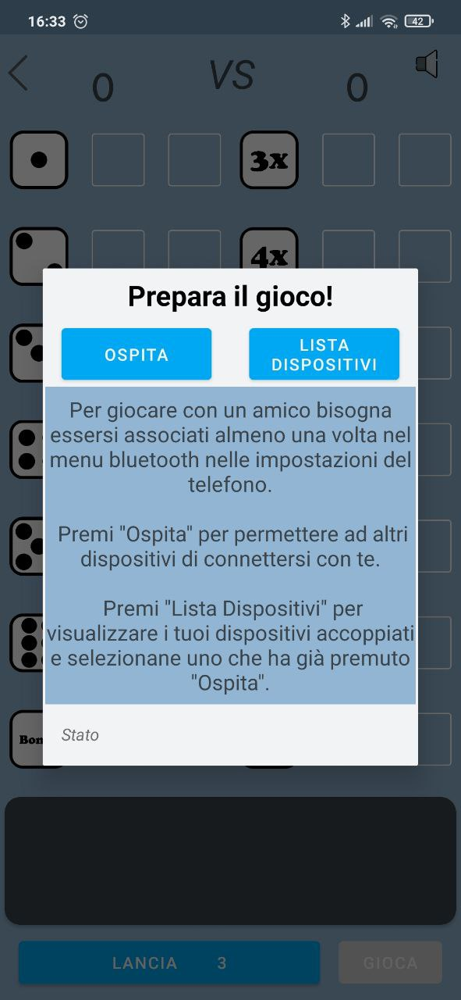 16:33
42
0
VS
0
3x
4x
Prepara il gioco!
OSPITA
LISTA
DISPOSITIVI
Per giocare con un amico bisogna
essersi associati almeno una volta nel
menu bluetooth nelle impostazioni del
telefono.
Premi "Ospita" per permettere ad altri
dispositivi di connettersi con te.
Premi "Lista Dispositivi" per
visualizzare i tuoi dispositivi accoppiati
e selezionane uno che ha già premuto
"Ospita".
Bon
Stato
LANCIA 3
GIOCA